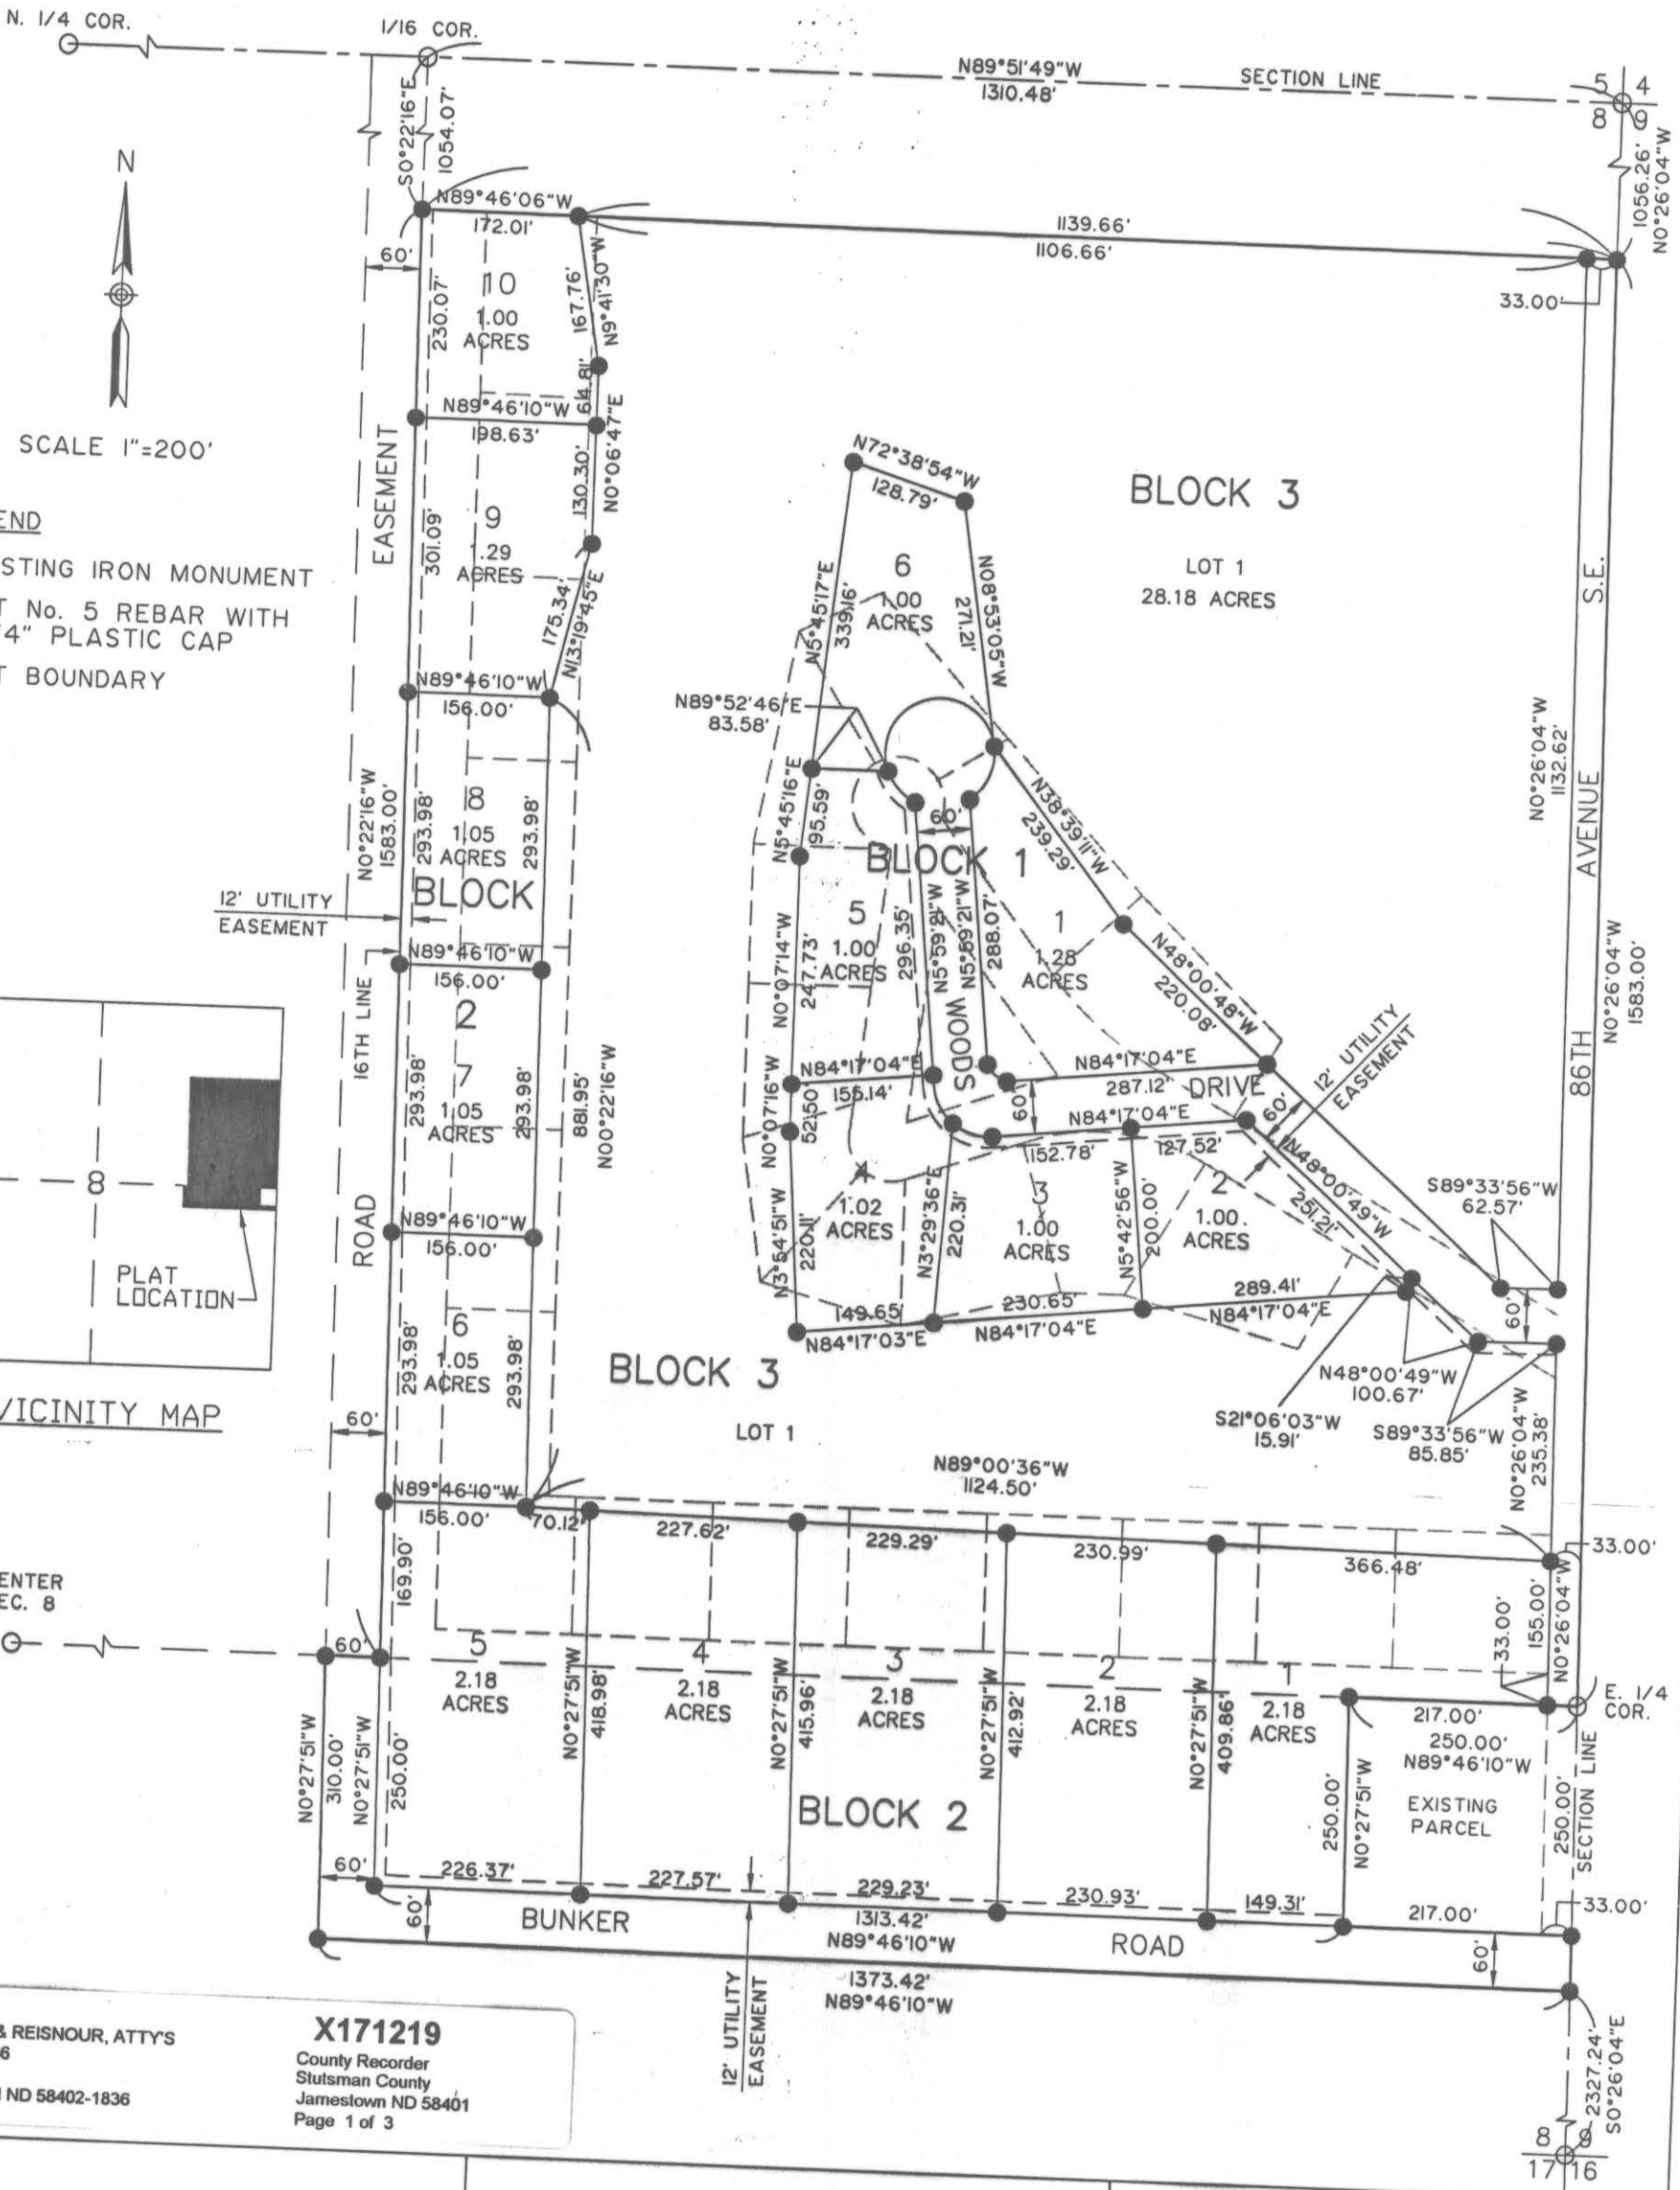 N. 1/4 COR.
1/16 COR.
N89°51'49"W
1310.48'
SECTION LINE
5 4
8 9
S0°22'16"E
1054.07'
1056.26'
N0°26'04"W
N
SCALE 1"=200'
END
STING IRON MONUMENT
T No. 5 REBAR WITH
/4" PLASTIC CAP
T BOUNDARY
N89°46'06"W
172.01'
1139.66'
1106.66'
33.00'
60'
230.07'
10
1.00
ACRES
167.76'
N9°41'30"W
64.81'
N89°46'10"W
198.63'
EASEMENT
301.09'
9
1.29
ACRES
130.30'
N0°06'47"E
175.34'
N13°19'45"E
N89°46'10"W
156.00'
N0°22'16"W
1583.00'
293.98'
8
1.05
ACRES
293.98'
BLOCK
12' UTILITY
EASEMENT
N89°46'10"W
156.00'
16TH LINE
2
293.98'
7
1.05
ACRES
293.98'
881.95'
N00°22'16"W
ROAD
N89°46'10"W
156.00'
293.98'
6
1.05
ACRES
293.98'
60'
N89°46'10"W
156.00'
70.12'
169.90'
N72°38'54"W
128.79'
BLOCK 3
LOT 1
28.18 ACRES
N5°45'17"E
339.16'
6
1.00
ACRES
N08°53'05"W
271.21'
N89°52'46"E
83.58'
N5°45'16"E
95.59'
60'
BLOCK 1
N38°39'11"W
239.29'
N0°07'14"W
247.73'
5
1.00
ACRES
296.35'
N5°59'21"W
N5°59'21"W
288.07'
1
1.28
ACRES
WOODS
N48°00'48"W
220.08'
N84°17'04"E
155.14'
N84°17'04"E
287.12'
DRIVE
60'
60'
12' UTILITY
EASEMENT
N0°07'16"W
52.50'
N84°17'04"E
152.78'
127.52'
N3°54'51"W
220.11'
4
1.02
ACRES
N3°29'36"E
220.31'
3
1.00
ACRES
N5°42'56"W
200.00'
2
1.00
ACRES
N48°00'49"W
251.21'
S89°33'56"W
62.57'
149.65'
N84°17'03"E
230.65'
N84°17'04"E
289.41'
N84°17'04"E
60'
N48°00'49"W
100.67'
S21°06'03"W
15.91'
S89°33'56"W
85.85'
N0°26'04"W
235.38'
N0°26'04"W
1132.62'
86TH AVENUE S.E.
N0°26'04"W
1583.00'
8
PLAT
LOCATION
VICINITY MAP
BLOCK 3
LOT 1
N89°00'36"W
1124.50'
227.62'
229.29'
230.99'
366.48'
33.00'
ENTER
EC. 8
60'
5
2.18
ACRES
4
2.18
ACRES
3
2.18
ACRES
2
2.18
ACRES
1
2.18
ACRES
33.00'
155.00'
N0°26'04"W
E. 1/4
COR.
217.00'
250.00'
N89°46'10"W
N0°27'51"W
310.00'
N0°27'51"W
250.00'
N0°27'51"W
418.98'
N0°27'51"W
415.96'
N0°27'51"W
412.92'
N0°27'51"W
409.86'
250.00'
N0°27'51"W
EXISTING
PARCEL
250.00'
SECTION LINE
BLOCK 2
60'
226.37'
227.57'
229.23'
230.93'
149.31'
217.00'
33.00'
60'
BUNKER
1313.42'
N89°46'10"W
ROAD
60'
1373.42'
N89°46'10"W
12' UTILITY
EASEMENT
& REISNOUR, ATTY'S
6
ND 58402-1836
X171219
County Recorder
Stutsman County
Jamestown ND 58401
Page 1 of 3
2327.24'
S0°26'04"E
8 9
17 16